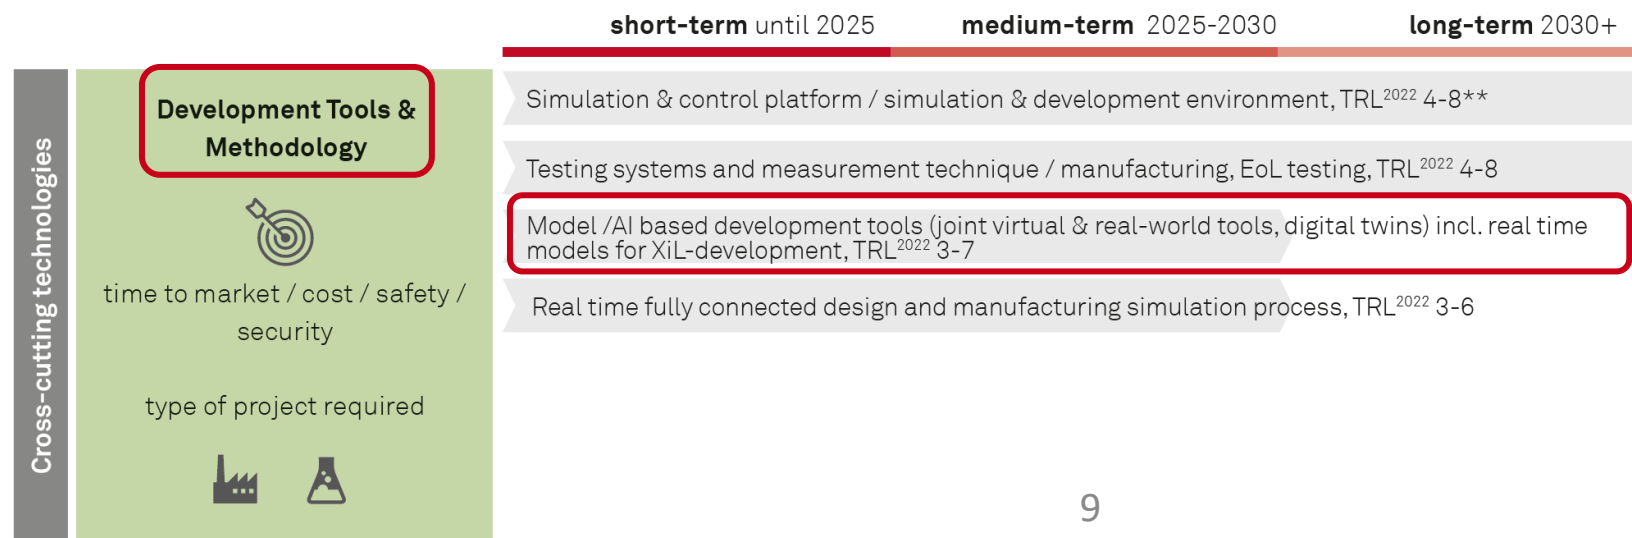 short-term until 2025 medium-term 2025-2030 long-term 2030+
Cross-cutting technologies
Development Tools &
Methodology
time to market / cost / safety /
security
type of project required
Simulation & control platform / simulation & development environment, TRL²⁰²² 4-8**
Testing systems and measurement technique / manufacturing, EoL testing, TRL²⁰²² 4-8
Model /AI based development tools (joint virtual & real-world tools, digital twins) incl. real time
models for XiL-development, TRL²⁰²² 3-7
Real time fully connected design and manufacturing simulation process, TRL²⁰²² 3-6
9